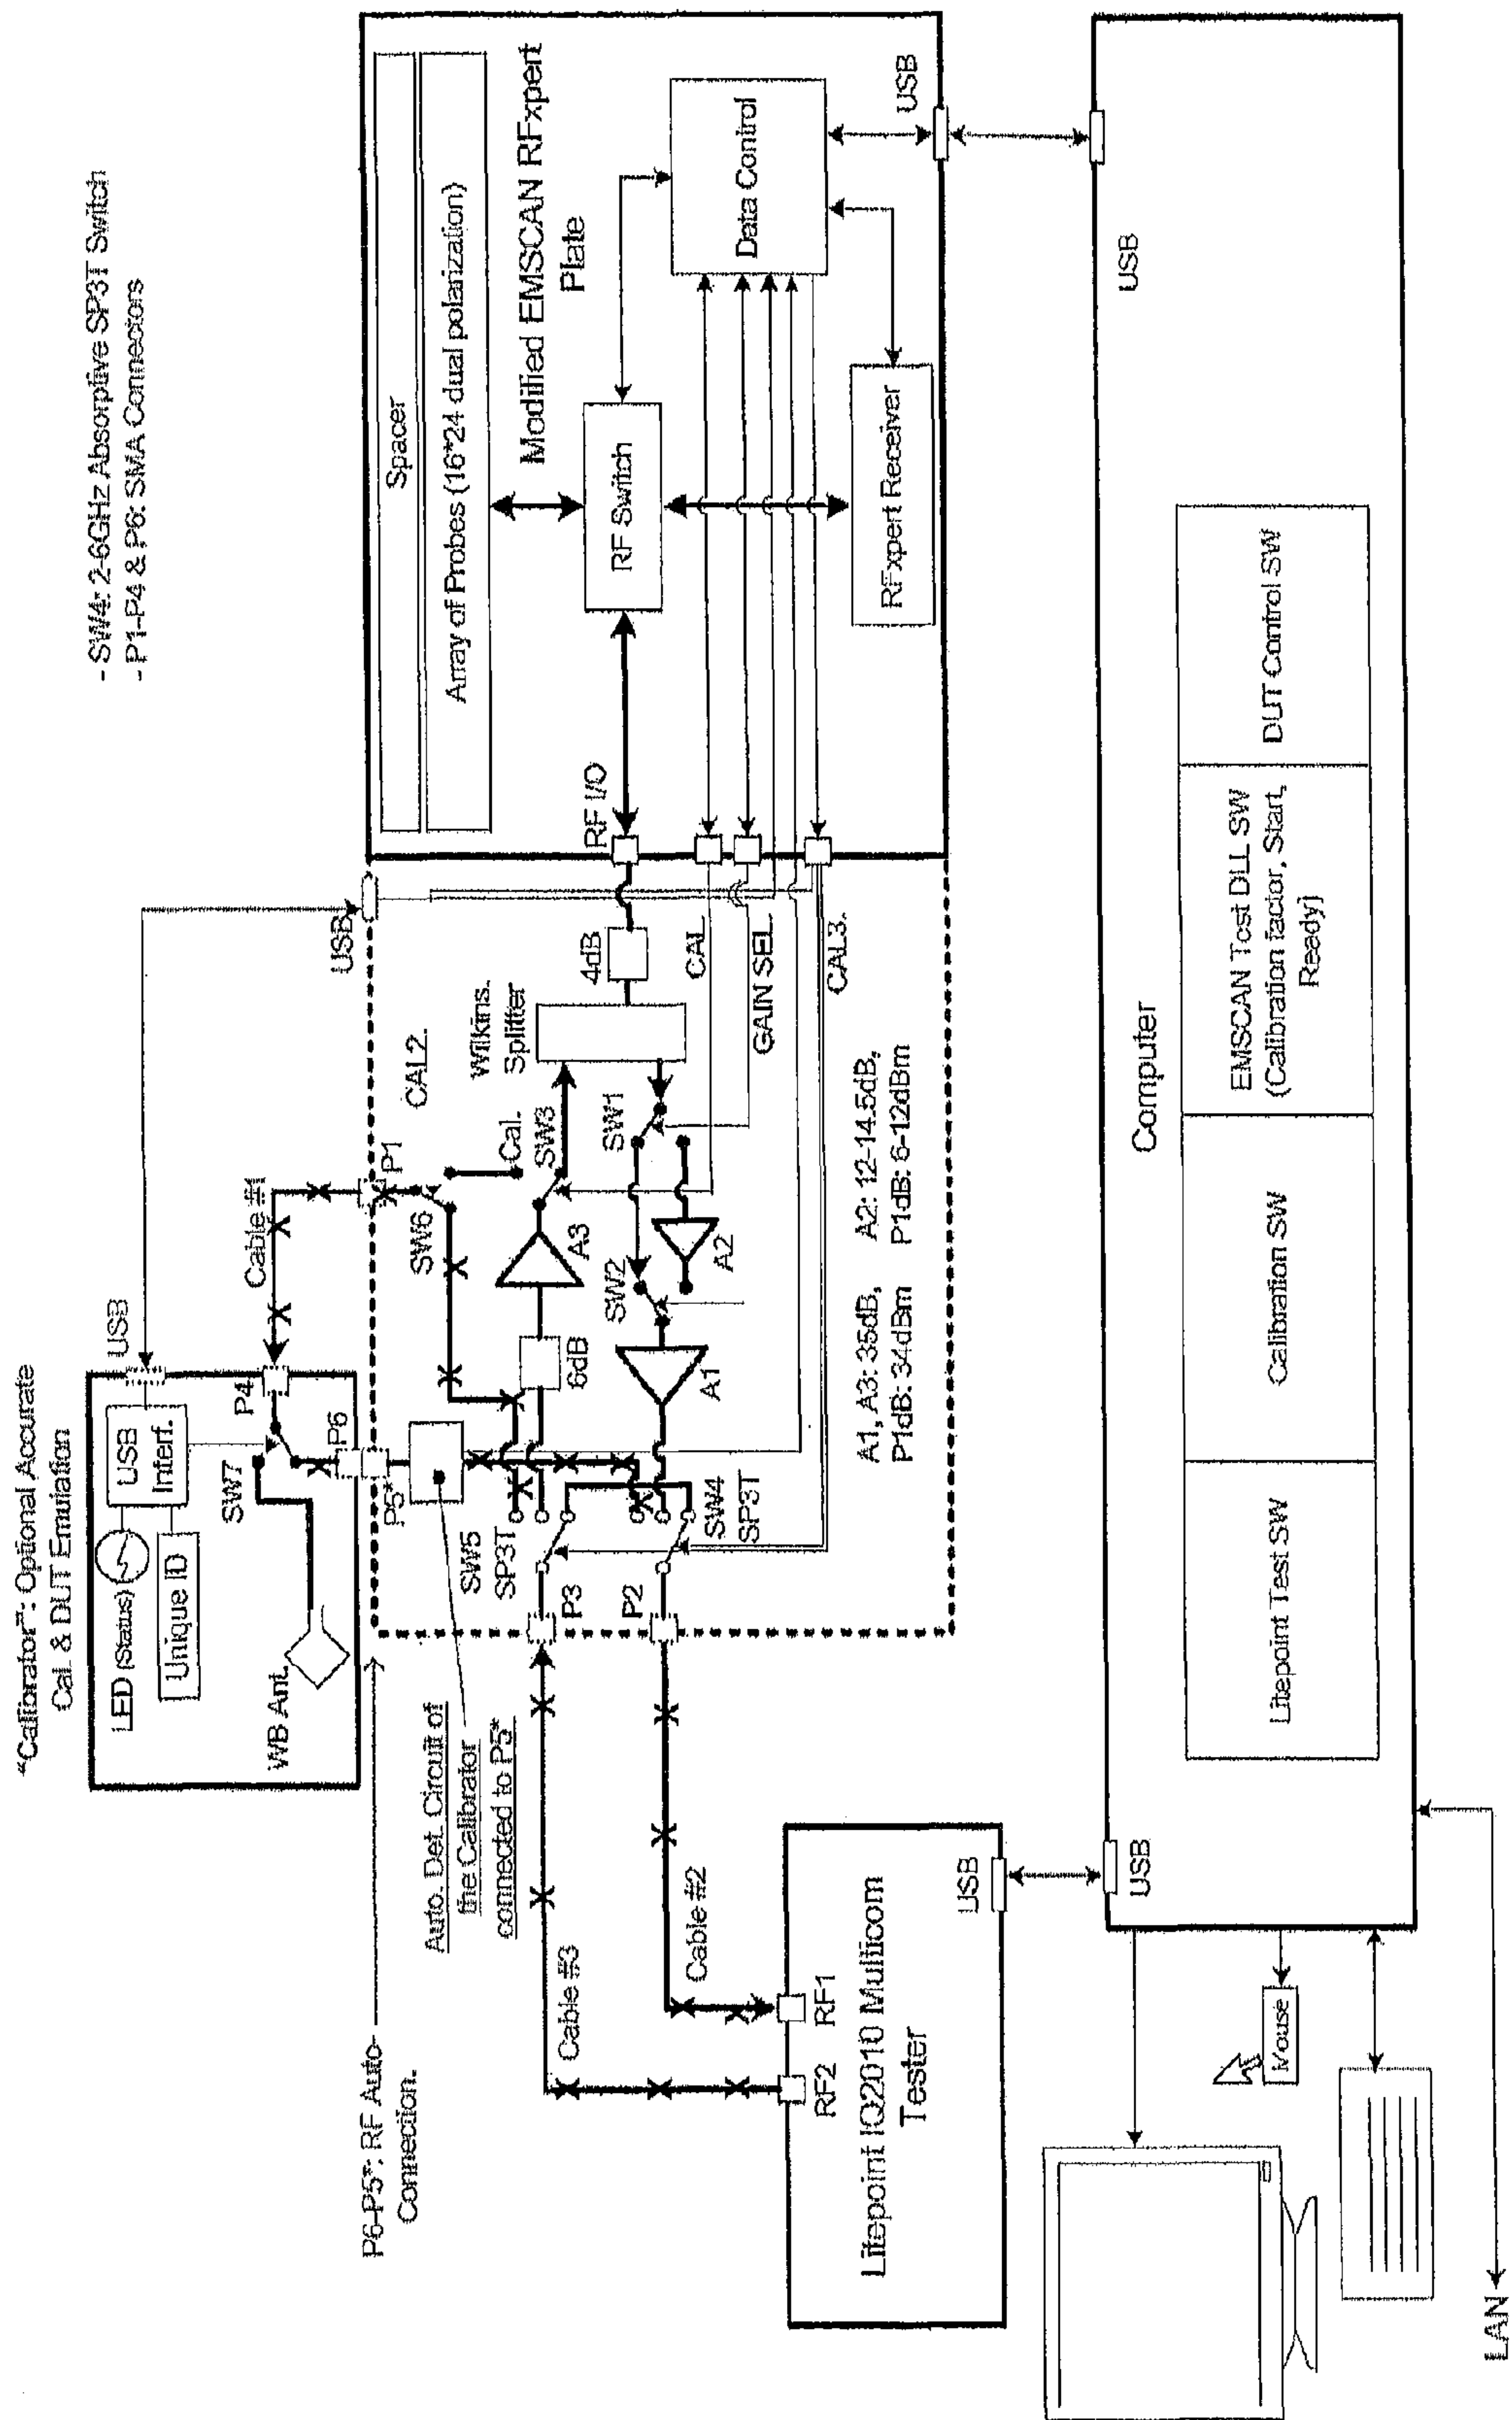 "Calibrator": Optional Accurate
Cal. & DUT Emulation
- SW4: 2-6GHz Absorptive SP3T Switch
- P1-P4 & P6: SMA Connectors
LED (Status)
USB
Interf.
Unique ID
WB Ant.
SW7
P4
P6
USB
Cable #1
P6-P5*: RF Auto
Connection.
Auto. Det. Circuit of
the Calibrator
connected to P5*
P5*
P1
USB
SW6
CAL2.
Cal.
SW5
SP3T
6dB
A3
SW3
Wilkins.
Splitter
4dB
RF I/O
P3
P2
SW4
SP3T
A1
SW2
A2
SW1
CAL
GAIN SEL
CAL3.
A1, A3: 35dB,
P1dB: 34dBm
A2: 12-14.5dB,
P1dB: 6-12dBm
Spacer
Array of Probes (16*24 dual polarization)
Modified EMSCAN RFxpert
Plate
RF Switch
Data Control
RFxpert Receiver
USB
Cable #3
Cable #2
RF2
RF1
Litepoint IQ2010 Multicom
Tester
USB
USB
USB
Computer
Litepoint Test SW
Calibration SW
EMSCAN Test DLL SW
(Calibration factor, Start,
Ready)
DUT Control SW
Mouse
LAN